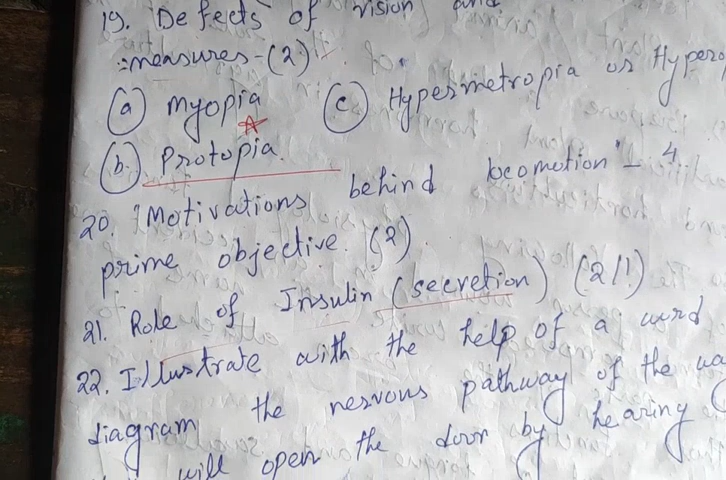 19. Defects of vision and
measures-(2)
(a) Myopia (c) Hypermetropia or Hypero
(b) Protopia.
20. "Motivations behind locomotion" - 4
prime objective. (2)
21. Role of Insulin (secretion) (2/1)
22. Illustrate with the help of a word
diagram the nervous pathway of the wa
will open the door by hearing